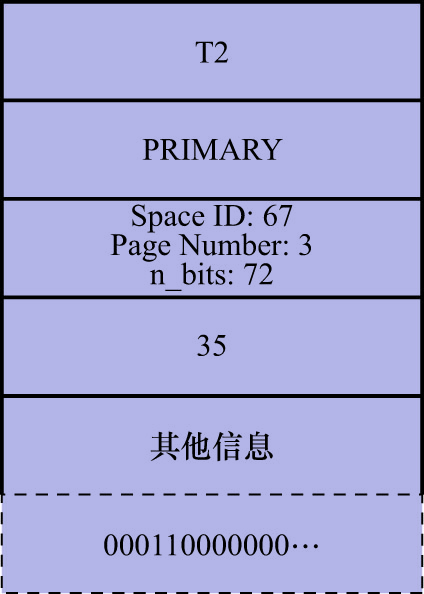 T2
PRIMARY
Space ID: 67
Page Number: 3
n_bits: 72
35
其他信息
000110000000…